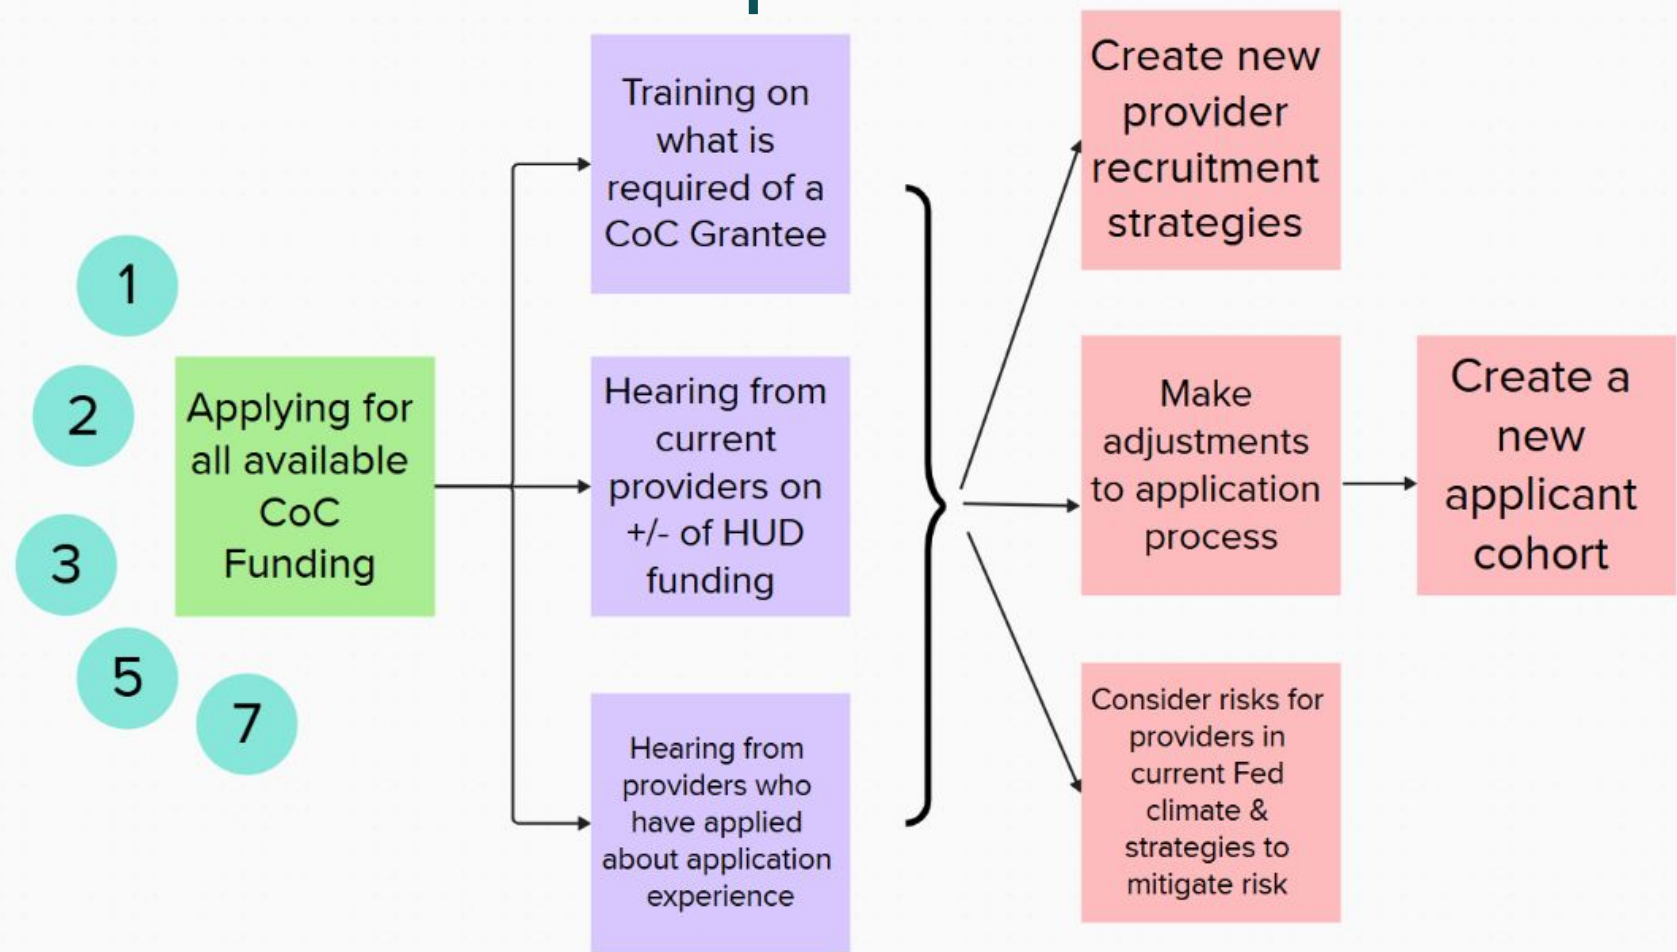 1
2
3
5
7
Applying for
all available
CoC
Funding
Training on
what is
required of a
CoC Grantee
Hearing from
current
providers on
+/- of HUD
funding
Hearing from
providers who
have applied
about application
experience
Create new
provider
recruitment
strategies
Make
adjustments
to application
process
Create a
new
applicant
cohort
Consider risks for
providers in
current Fed
climate &
strategies to
mitigate risk